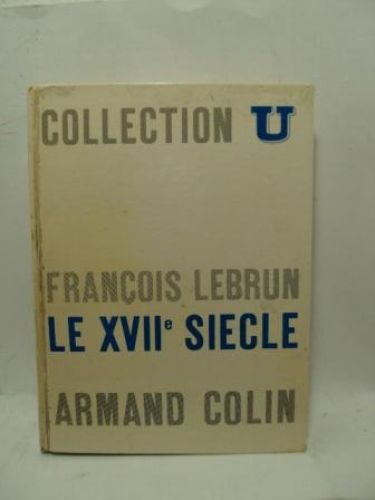 COLLECTION U
FRANÇOIS LEBRUN
LE XVIIe SIECLE
ARMAND COLIN